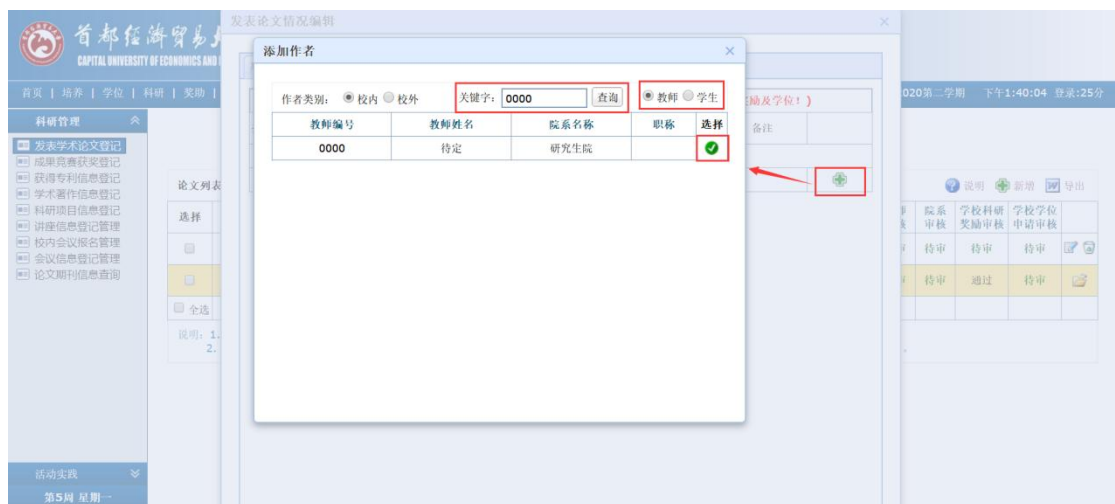 首都经济贸易大
CAPITAL UNIVERSITY OF ECONOMICS AND
首页 | 培养 | 学位 | 科研 | 奖助 |
020第二学期 下午1:40:04 登录:25分
科研管理
发表学术论文登记
成果竞赛获奖登记
获得专利信息登记
学术著作信息登记
科研项目信息登记
讲座信息登记管理
校内会议报名管理
会议信息登记管理
论文期刊信息查询
活动实践
第5周 星期一
发表论文情况编辑 ×
添加作者 ×
作者类别: 校内 校外 关键字: 0000 查询 教师 学生
教师编号 教师姓名 院系名称 职称 选择
0000 待定 研究生院
励及学位!)
备注
论文列表
说明 新增 导出
选择 院系审核 学校科研奖励审核 学校学位申请审核
待审 待审 待审
待审 通过 待审
全选
说明: 1.
2.